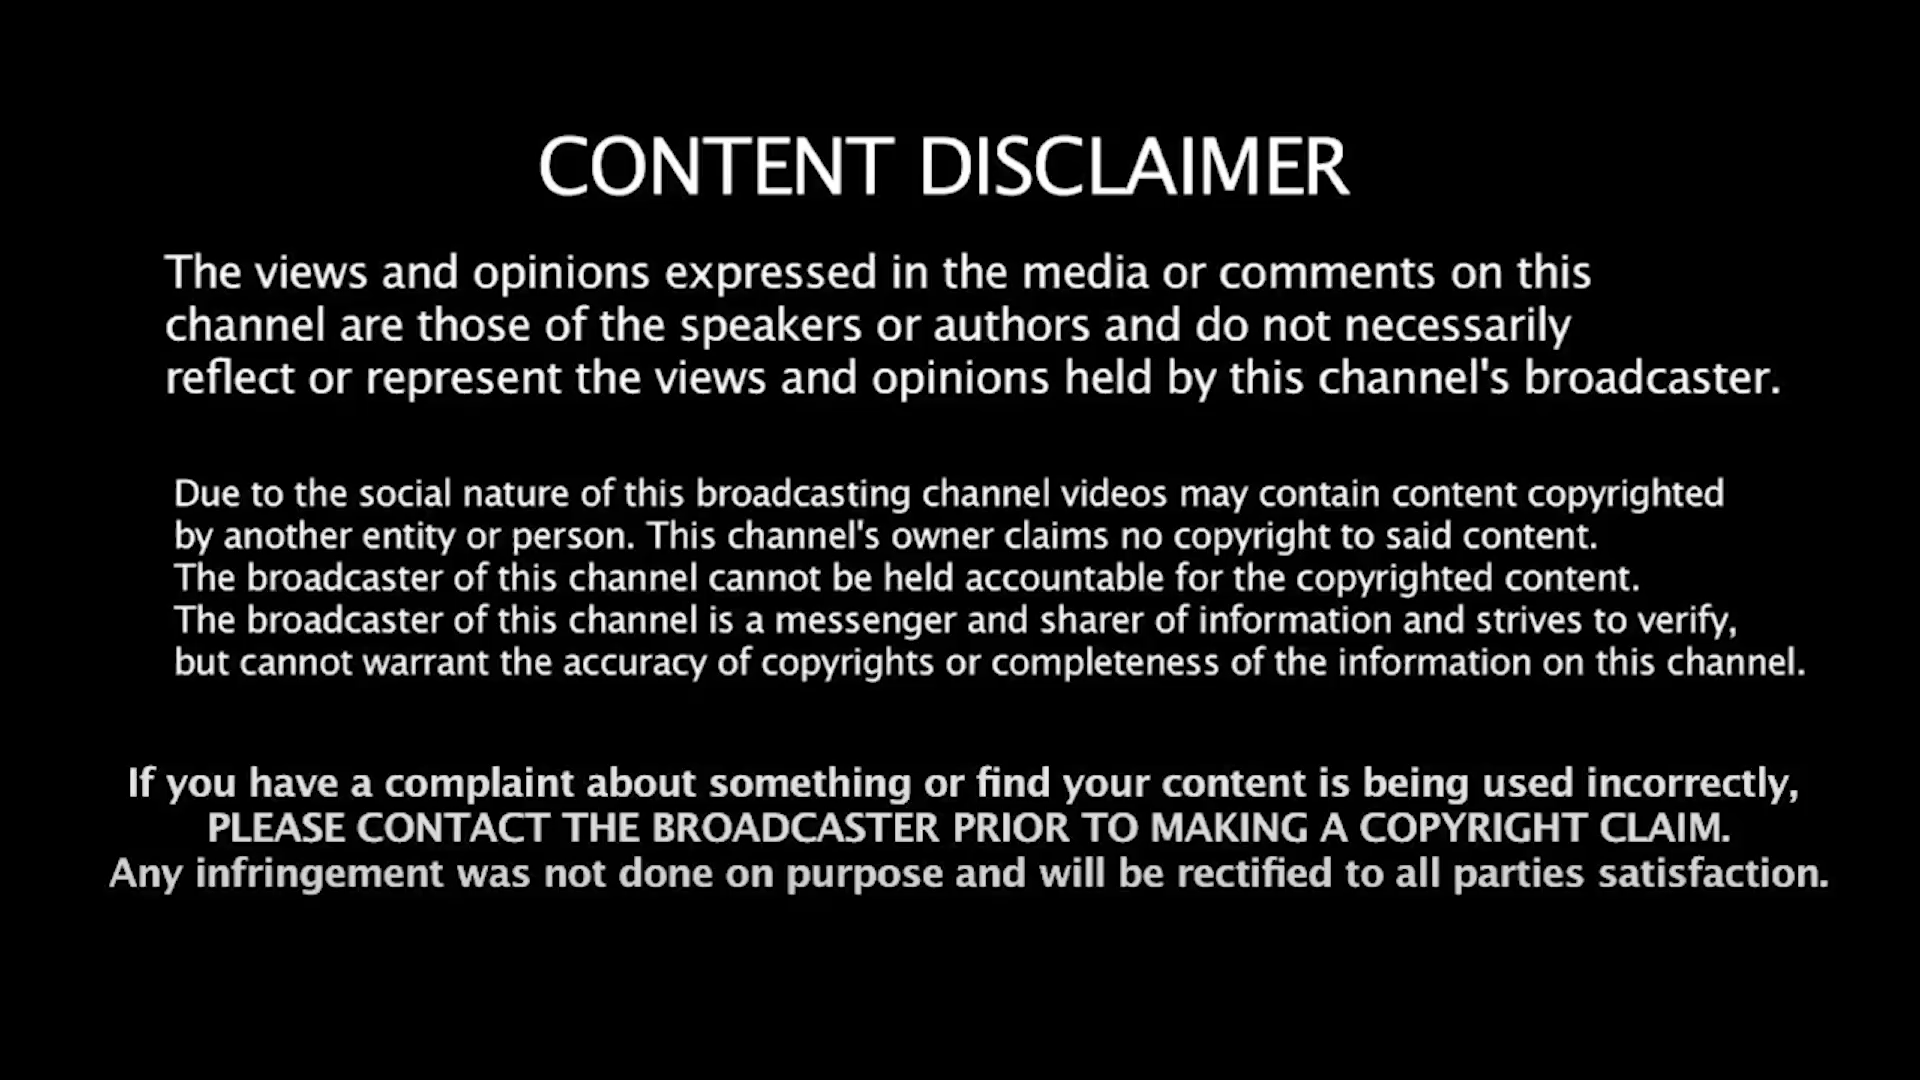 CONTENT DISCLAIMER
The views and opinions expressed in the media or comments on this
channel are those of the speakers or authors and do not necessarily
reflect or represent the views and opinions held by this channel's broadcaster.
Due to the social nature of this broadcasting channel videos may contain content copyrighted
by another entity or person. This channel's owner claims no copyright to said content.
The broadcaster of this channel cannot be held accountable for the copyrighted content.
The broadcaster of this channel is a messenger and sharer of information and strives to verify,
but cannot warrant the accuracy of copyrights or completeness of the information on this channel.
If you have a complaint about something or find your content is being used incorrectly,
PLEASE CONTACT THE BROADCASTER PRIOR TO MAKING A COPYRIGHT CLAIM.
Any infringement was not done on purpose and will be rectified to all parties satisfaction.